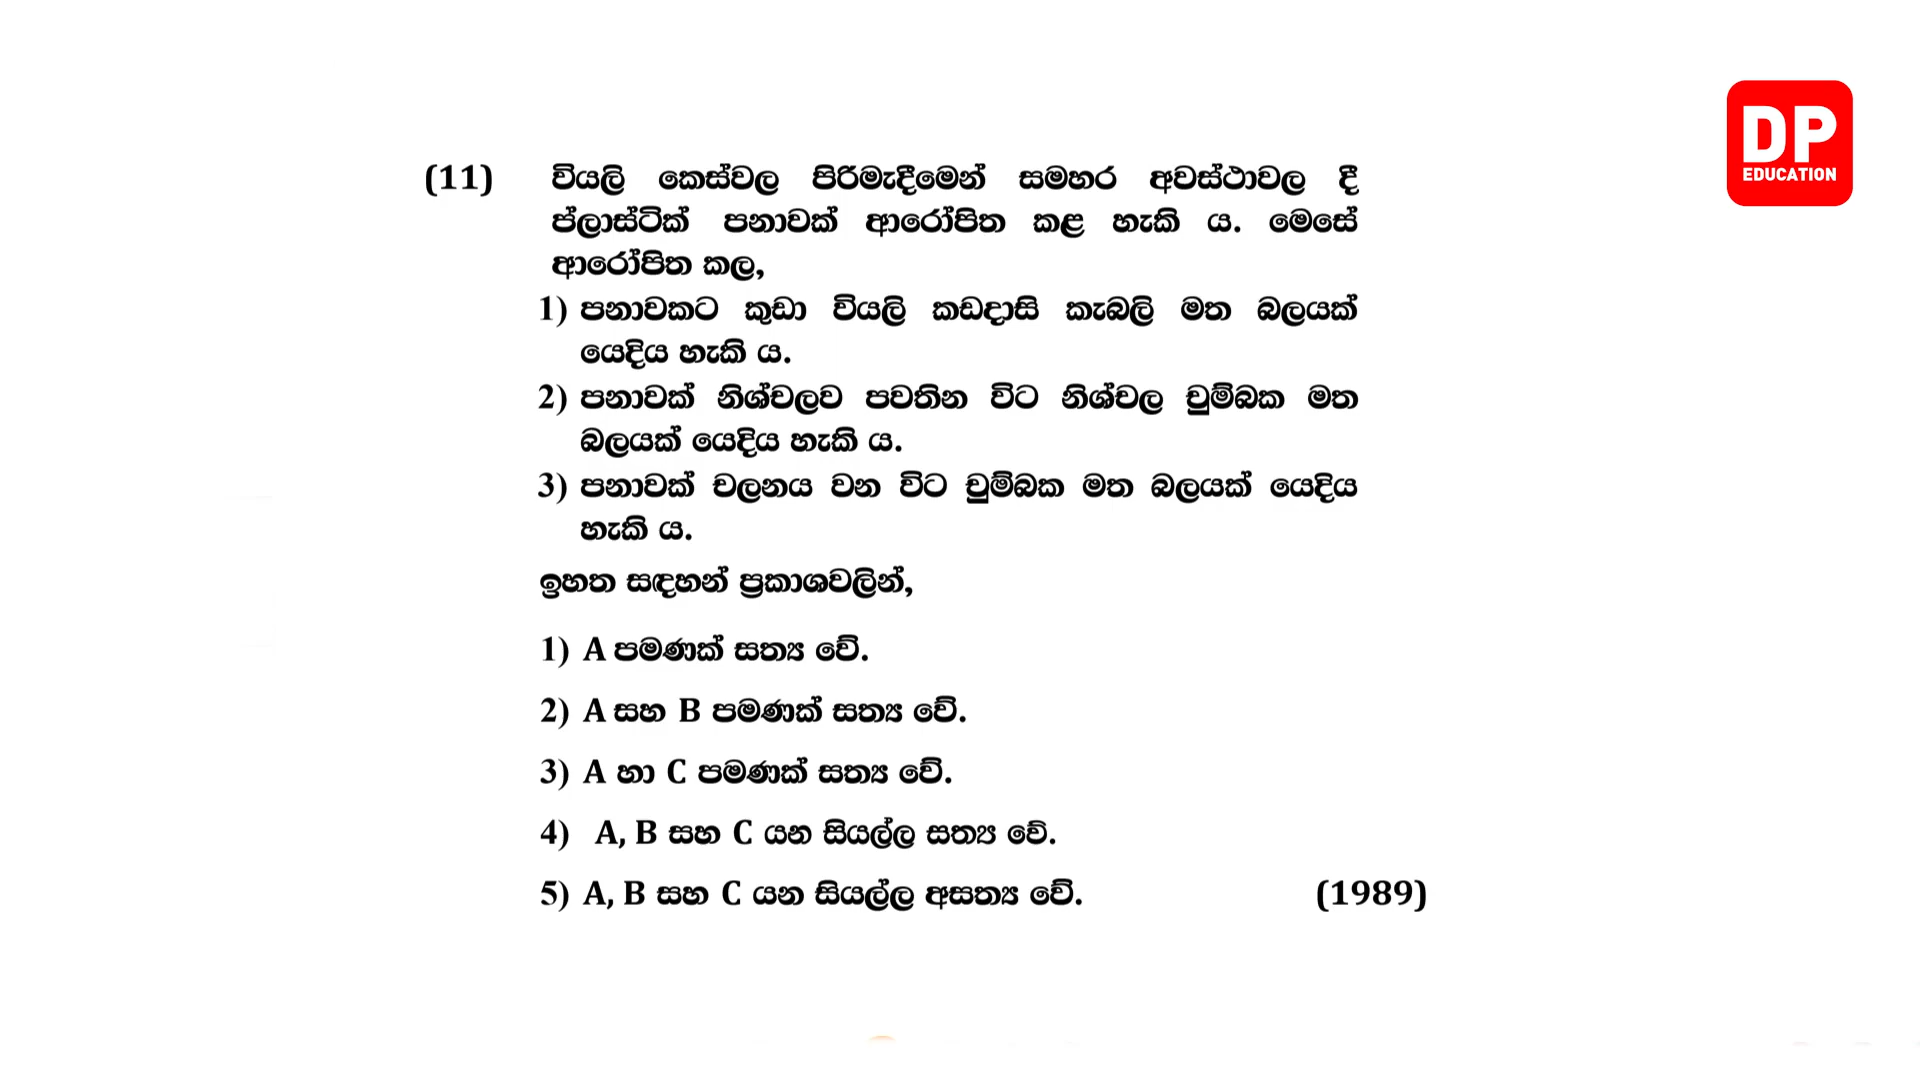 DP
EDUCATION
(11) වියලි කෙස්වල පිරිමැදීමෙන් සමහර අවස්ථාවල දී
ප්ලාස්ටික් පනාවක් ආරෝපිත කළ හැකි ය. මෙසේ
ආරෝපිත කල,
1) පනාවකට කුඩා වියලි කඩදාසි කැබලි මත බලයක්
යෙදිය හැකි ය.
2) පනාවක් නිශ්චලව පවතින විට නිශ්චල චුම්බක මත
බලයක් යෙදිය හැකි ය.
3) පනාවක් චලනය වන විට චුම්බක මත බලයක් යෙදිය
හැකි ය.
ඉහත සඳහන් ප්‍රකාශවලින්,
1) A පමණක් සත්‍ය වේ.
2) A සහ B පමණක් සත්‍ය වේ.
3) A හා C පමණක් සත්‍ය වේ.
4) A, B සහ C යන සියල්ල සත්‍ය වේ.
5) A, B සහ C යන සියල්ල අසත්‍ය වේ. (1989)